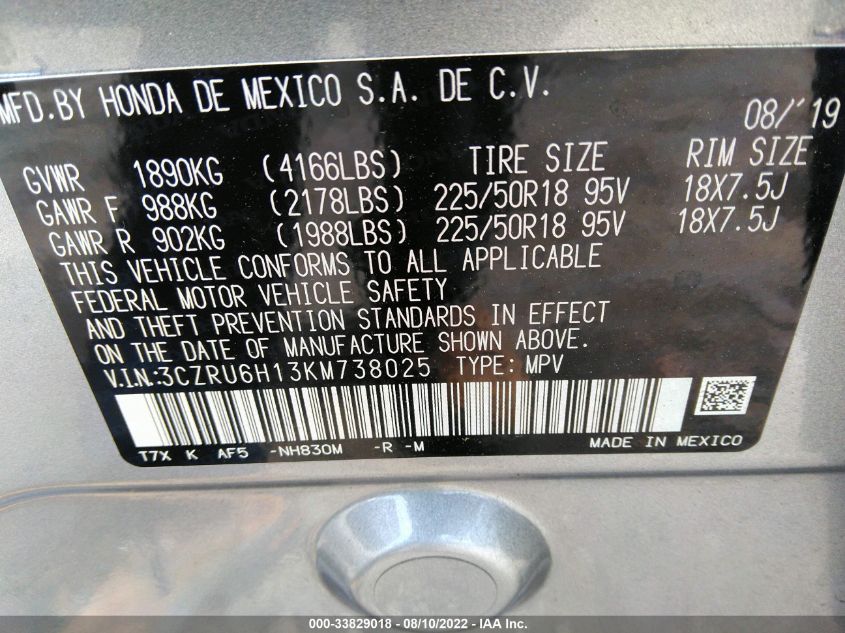 MFD.BY HONDA DE MEXICO S.A. DE C.V.
08/'19
GVWR 1890KG (4166LBS) TIRE SIZE RIM SIZE
GAWR F 988KG (2178LBS) 225/50R18 95V 18X7.5J
GAWR R 902KG (1988LBS) 225/50R18 95V 18X7.5J
THIS VEHICLE CONFORMS TO ALL APPLICABLE
FEDERAL MOTOR VEHICLE SAFETY
AND THEFT PREVENTION STANDARDS IN EFFECT
ON THE DATE OF MANUFACTURE SHOWN ABOVE.
V.I.N:3CZRU6H13KM738025 TYPE: MPV
T7X K AF5 -NH830M -R -M MADE IN MEXICO
000-33829018 - 08/10/2022 - IAA Inc.